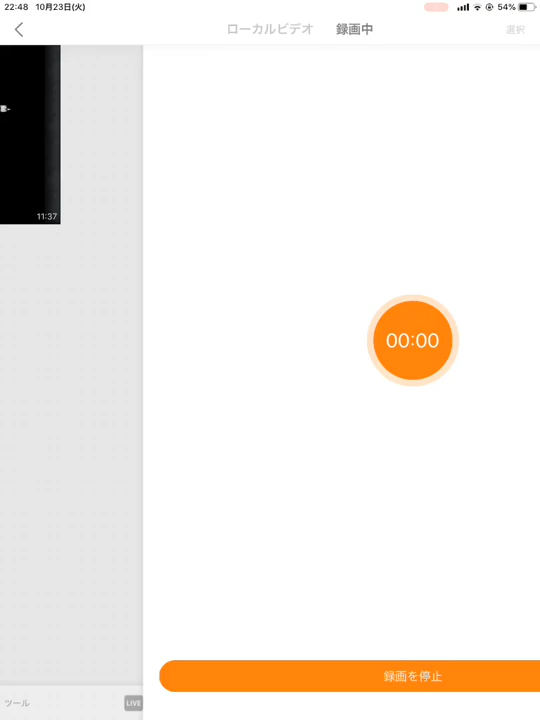 22:48 10月23日(火) 54%
ローカルビデオ 録画中 選択
11:37
00:00
録画を停止
ツール LIVE